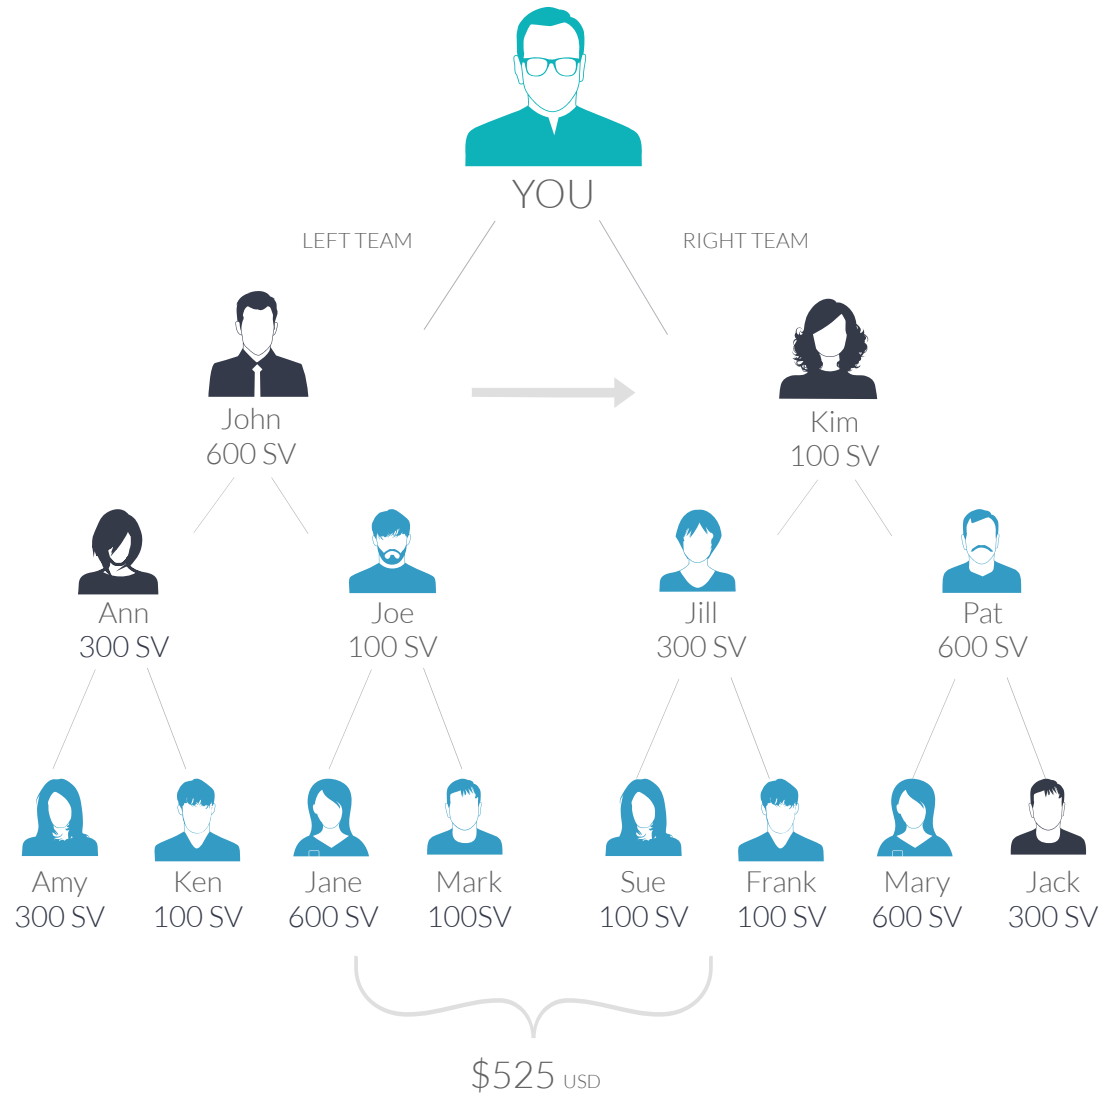 YOU
LEFT TEAM
RIGHT TEAM
John
600 SV
Kim
100 SV
Ann
300 SV
Joe
100 SV
Jill
300 SV
Pat
600 SV
Amy
300 SV
Ken
100 SV
Jane
600 SV
Mark
100SV
Sue
100 SV
Frank
100 SV
Mary
600 SV
Jack
300 SV
$525 USD